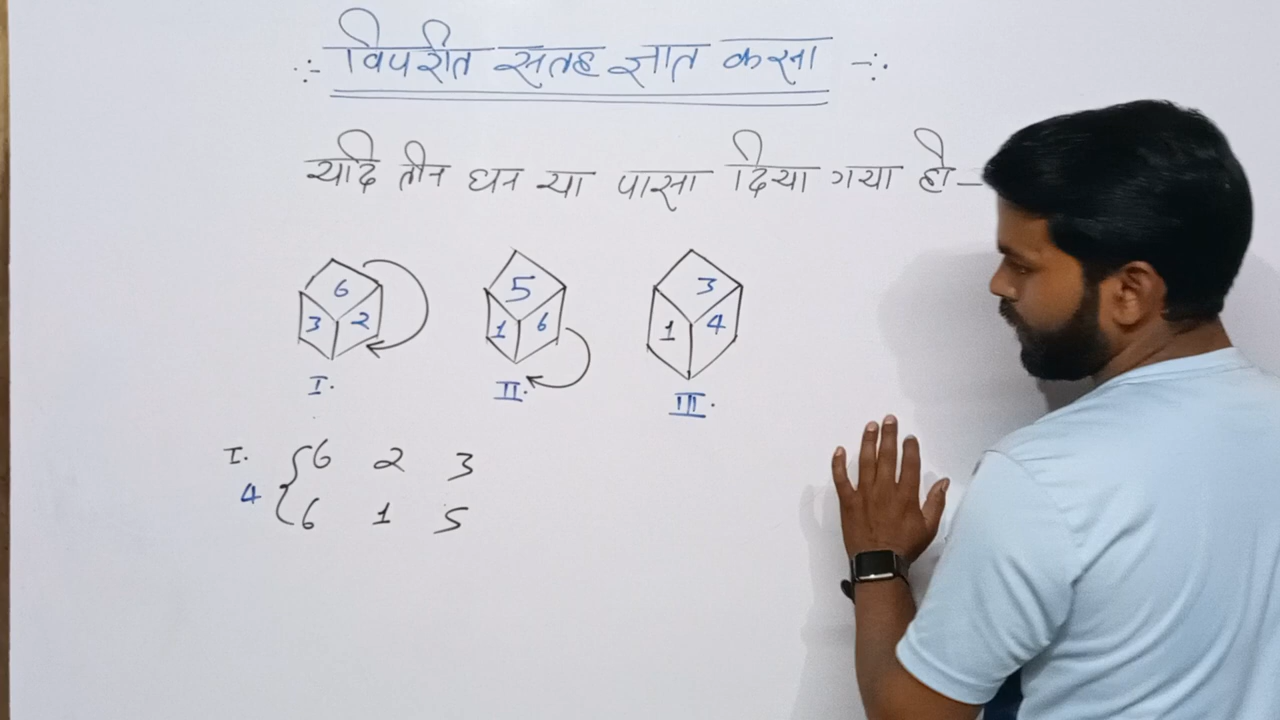 :- विपरीत सतह ज्ञात करना -:
यदि तीन घन या पासा दिया गया हो-
6 3 2
5 1 6
3 1 4
I. II. III.
I. 6 2 3
4
6 1 5